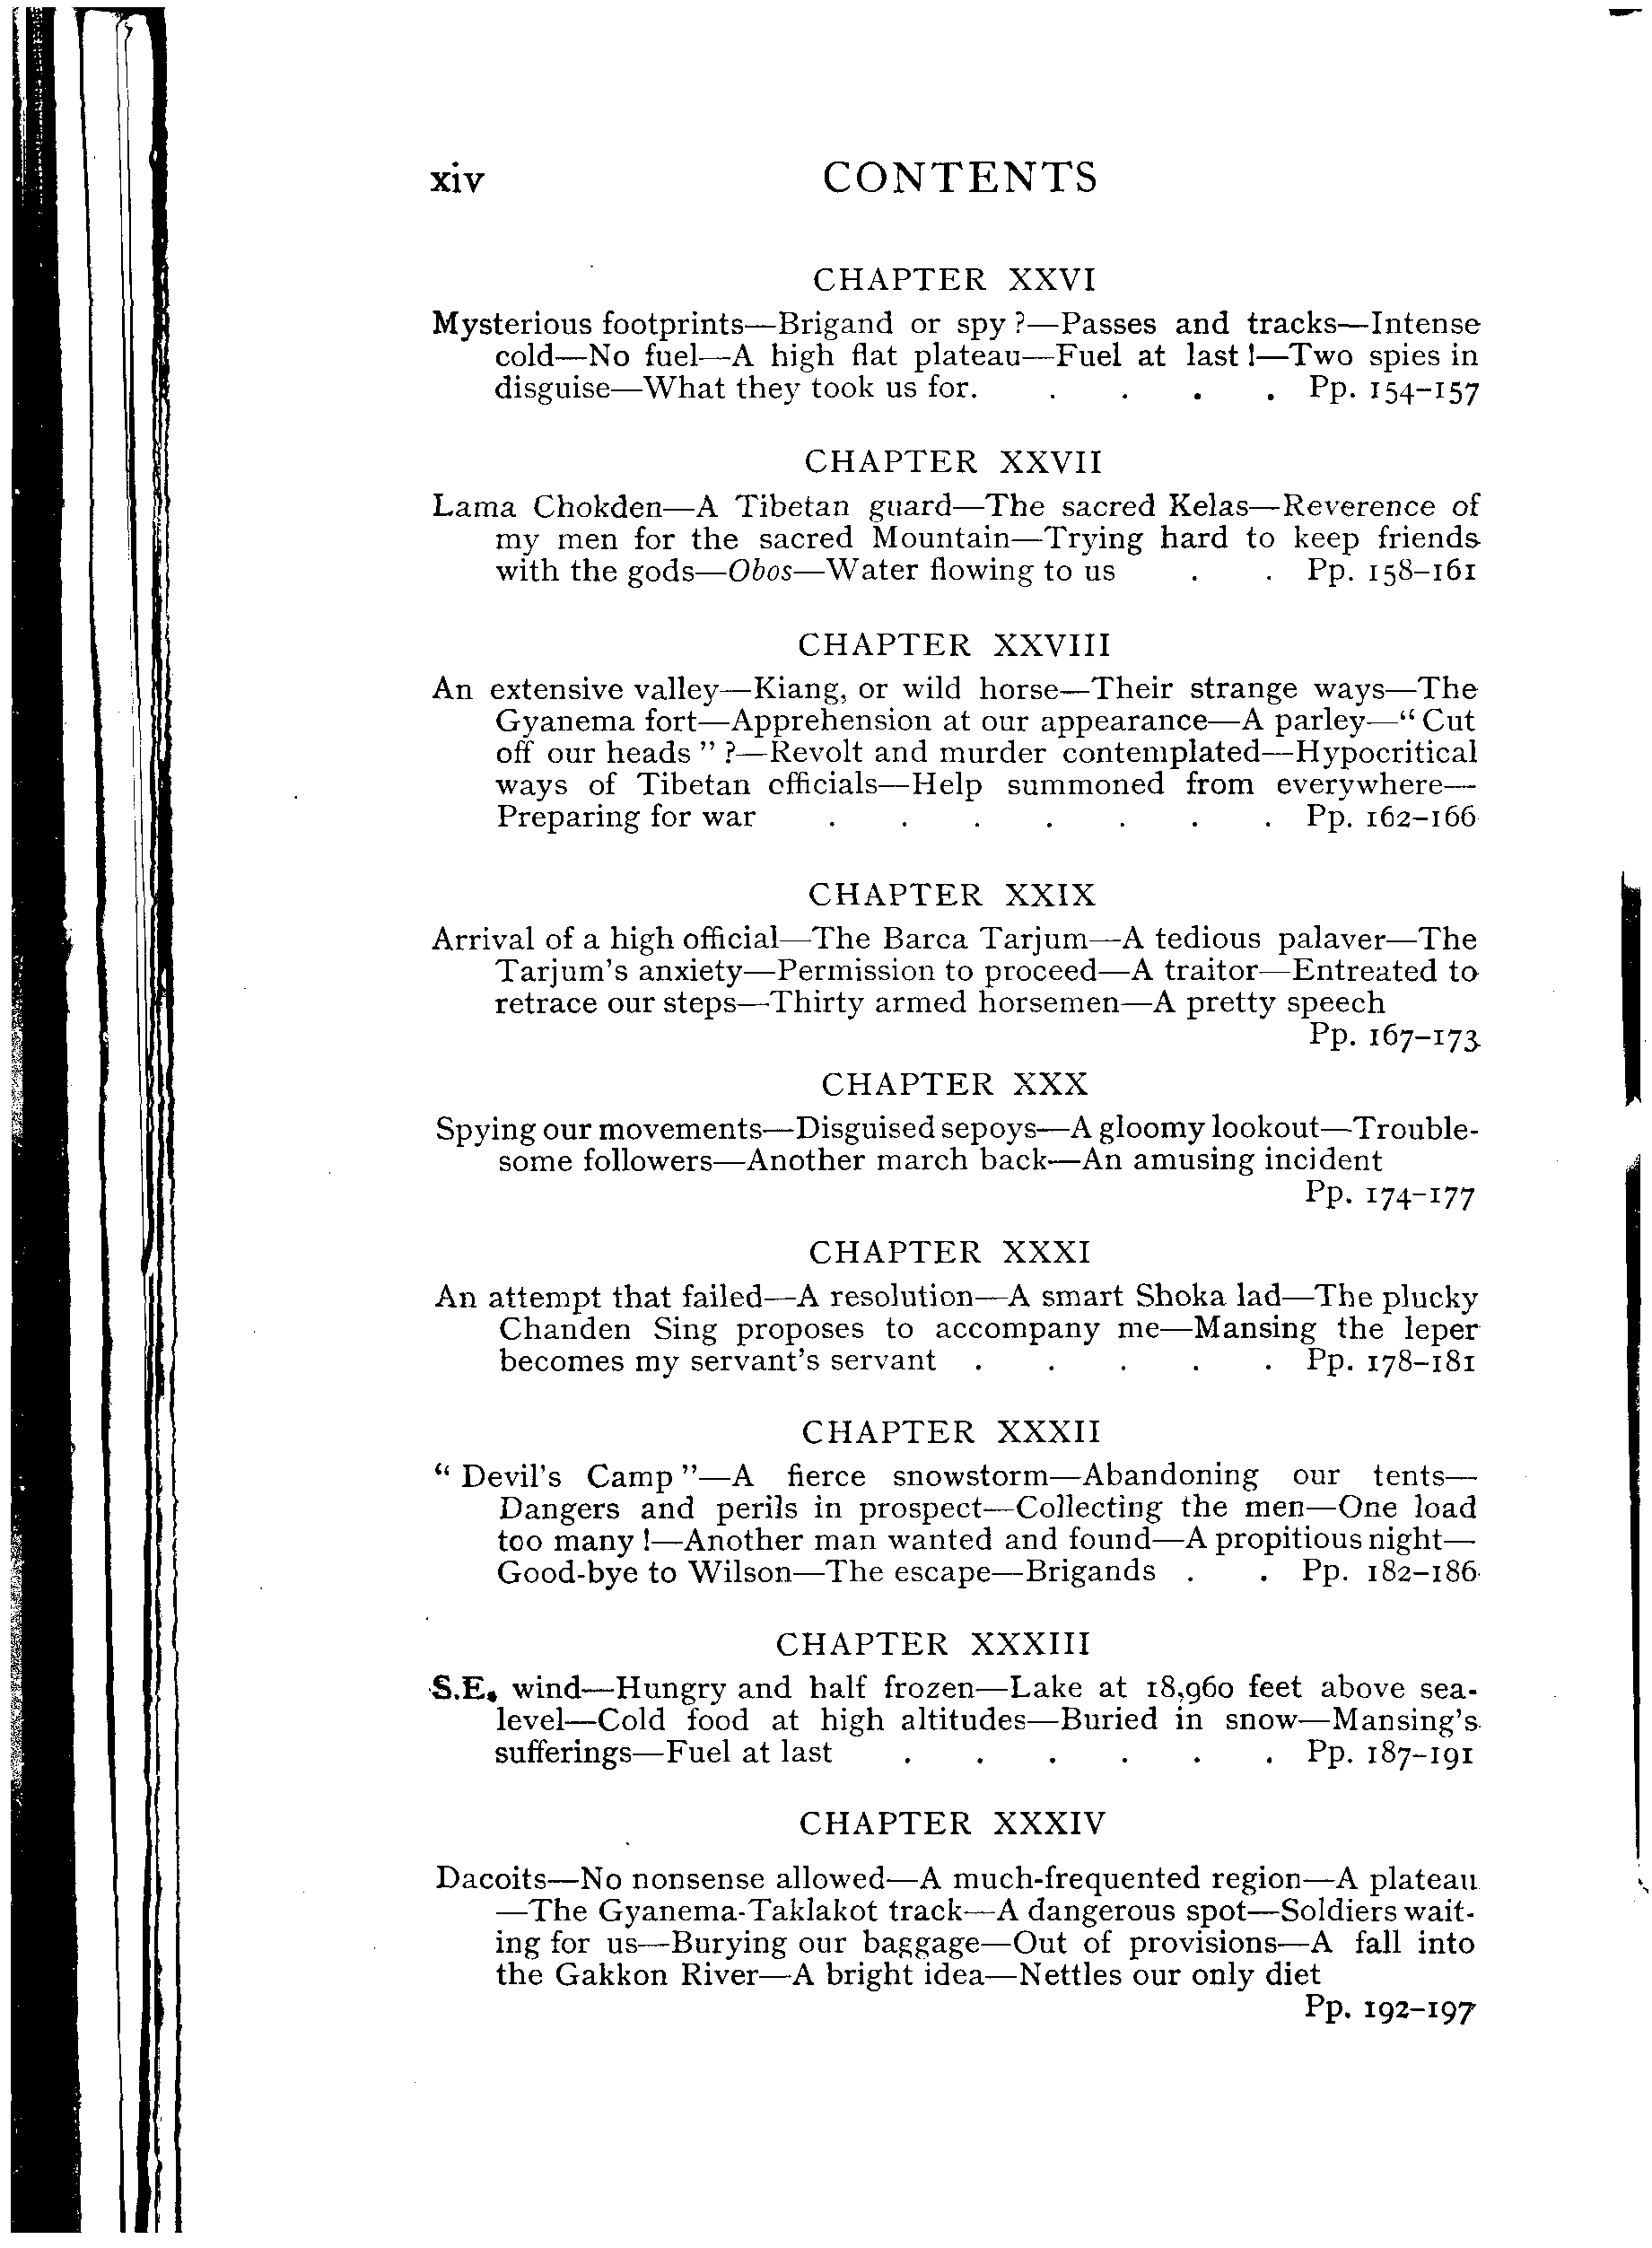 xiv CONTENTS
CHAPTER XXVI
Mysterious footprints—Brigand or spy ?—Passes and tracks—Intense
cold—No fuel—A high flat plateau—Fuel at last !—Two spies in
disguise—What they took us for. . . . . Pp. 154-157
CHAPTER XXVII
Lama Chokden—A Tibetan guard—The sacred Kelas—Reverence of
my men for the sacred Mountain—Trying hard to keep friends
with the gods—Obos—Water flowing to us . . Pp. 158-161
CHAPTER XXVIII
An extensive valley—Kiang, or wild horse—Their strange ways—The
Gyanema fort—Apprehension at our appearance—A parley—“ Cut
off our heads ” ?—Revolt and murder contemplated—Hypocritical
ways of Tibetan officials—Help summoned from everywhere—
Preparing for war . . . . . . . Pp. 162-166
CHAPTER XXIX
Arrival of a high official—The Barca Tarjum—A tedious palaver—The
Tarjum's anxiety—Permission to proceed—A traitor—Entreated to
retrace our steps—Thirty armed horsemen—A pretty speech
Pp. 167-173
CHAPTER XXX
Spying our movements—Disguised sepoys—A gloomy lookout—Trouble-
some followers—Another march back—An amusing incident
Pp. 174-177
CHAPTER XXXI
An attempt that failed—A resolution—A smart Shoka lad—The plucky
Chanden Sing proposes to accompany me—Mansing the leper
becomes my servant's servant . . . . . Pp. 178-181
CHAPTER XXXII
“ Devil's Camp ”—A fierce snowstorm—Abandoning our tents—
Dangers and perils in prospect—Collecting the men—One load
too many !—Another man wanted and found—A propitious night—
Good-bye to Wilson—The escape—Brigands . . Pp. 182-186
CHAPTER XXXIII
S.E. wind—Hungry and half frozen—Lake at 18,960 feet above sea-
level—Cold food at high altitudes—Buried in snow—Mansing's
sufferings—Fuel at last . . . . . . Pp. 187-191
CHAPTER XXXIV
Dacoits—No nonsense allowed—A much-frequented region—A plateau
—The Gyanema-Taklakot track—A dangerous spot—Soldiers wait-
ing for us—Burying our baggage—Out of provisions—A fall into
the Gakkon River—A bright idea—Nettles our only diet
Pp. 192-197